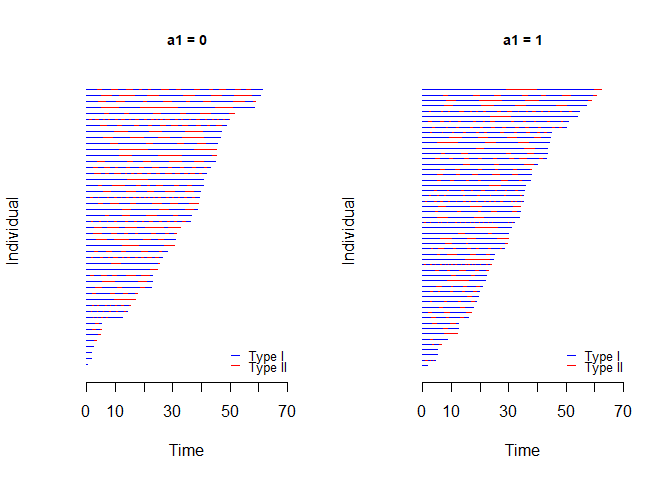 a1 = 0
Individual
Type I
Type II
0 10 30 50 70
Time
a1 = 1
Individual
Type I
Type II
0 10 30 50 70
Time